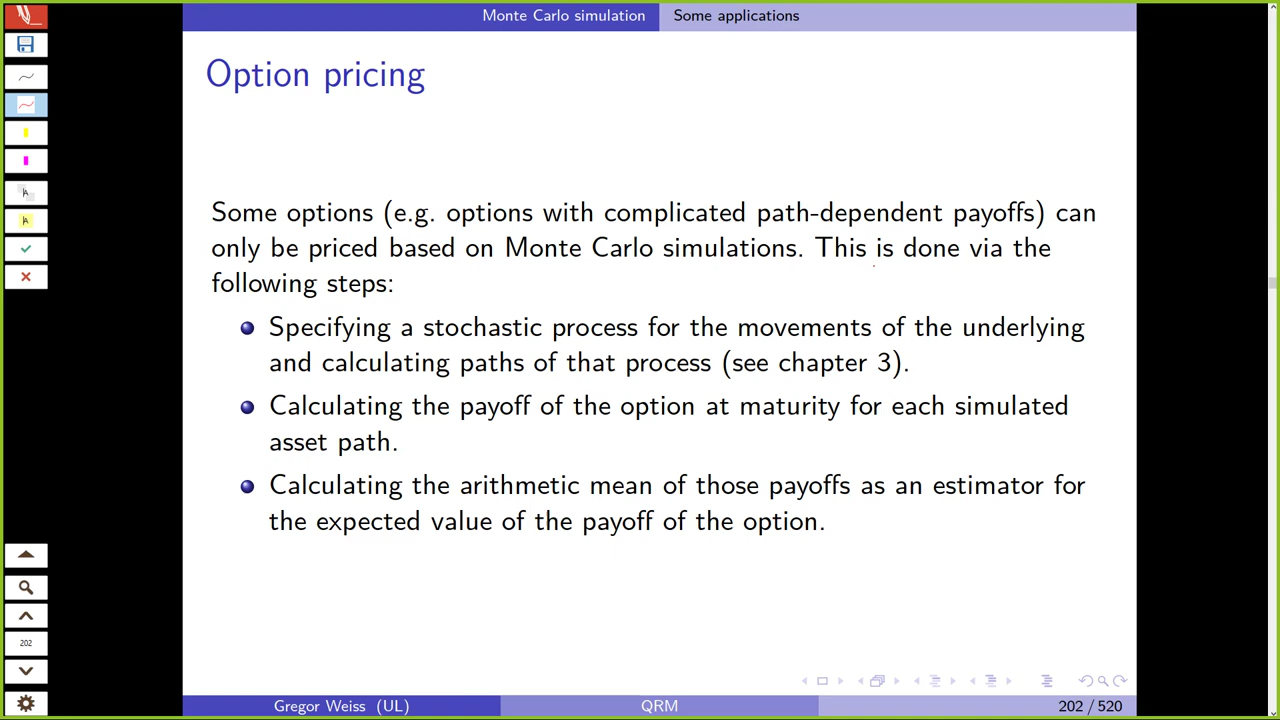 Monte Carlo simulation Some applications
Option pricing
Some options (e.g. options with complicated path-dependent payoffs) can
only be priced based on Monte Carlo simulations. This is done via the
following steps:
Specifying a stochastic process for the movements of the underlying
and calculating paths of that process (see chapter 3).
Calculating the payoff of the option at maturity for each simulated
asset path.
Calculating the arithmetic mean of those payoffs as an estimator for
the expected value of the payoff of the option.
202
Gregor Weiss (UL) QRM 202 / 520